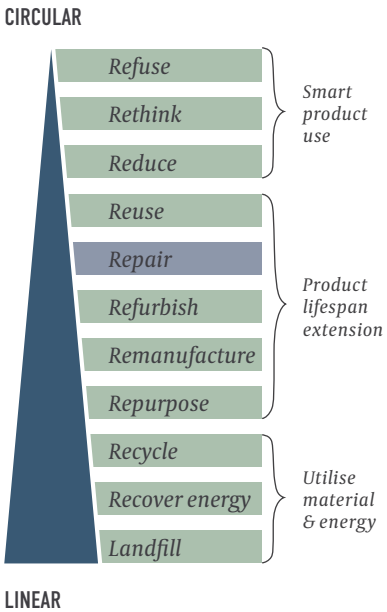 CIRCULAR
Refuse
Rethink
Reduce
Smart
product
use
Reuse
Repair
Refurbish
Remanufacture
Repurpose
Product
lifespan
extension
Recycle
Recover energy
Landfill
Utilise
material
& energy
LINEAR